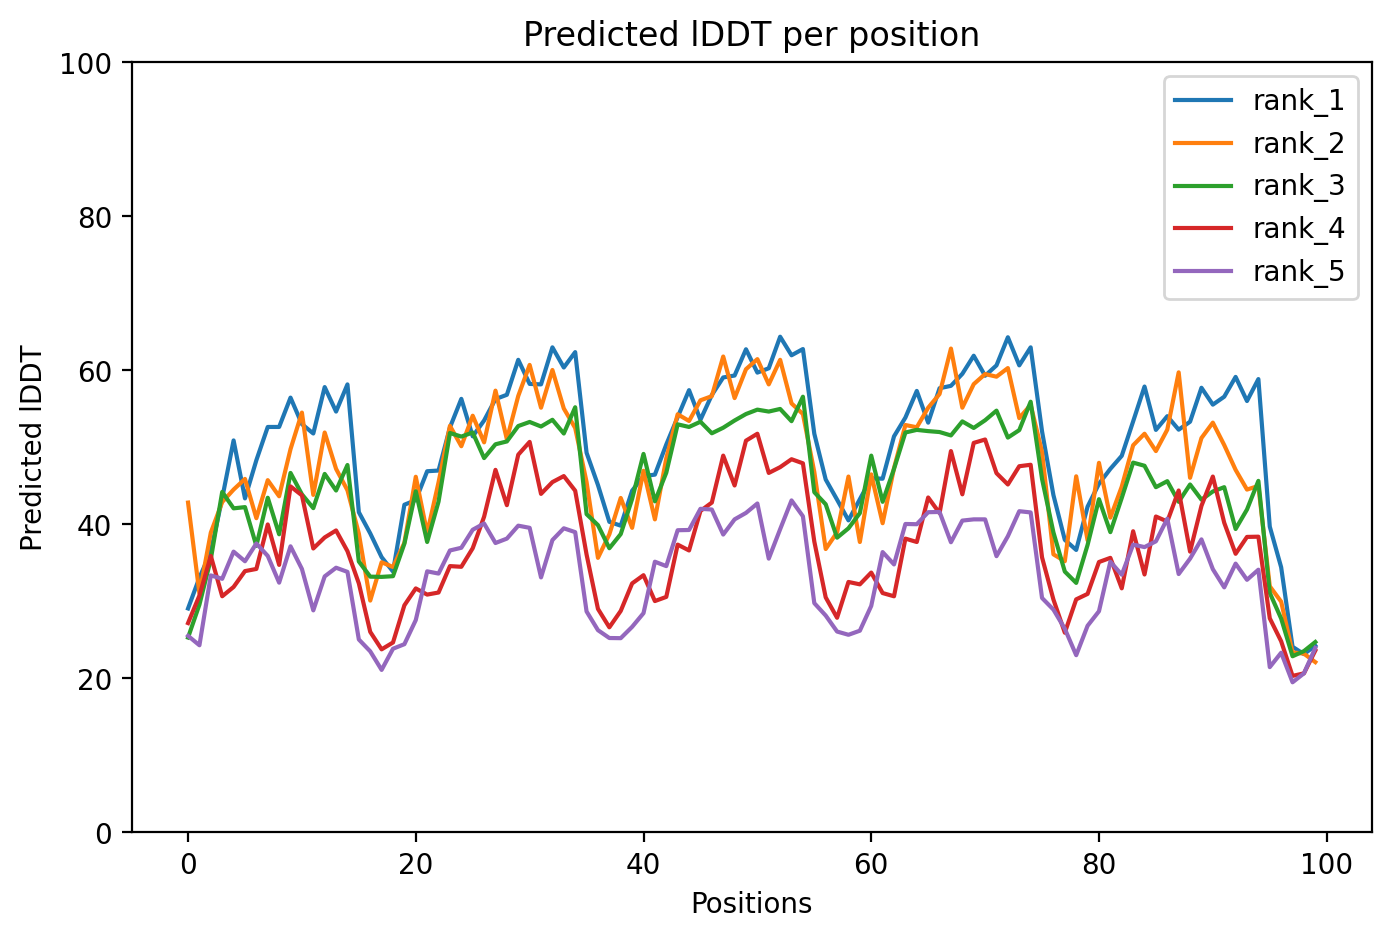 Predicted lDDT per position
100
80
60
40
20
0
Predicted lDDT
0 20 40 60 80 100
Positions
rank_1
rank_2
rank_3
rank_4
rank_5